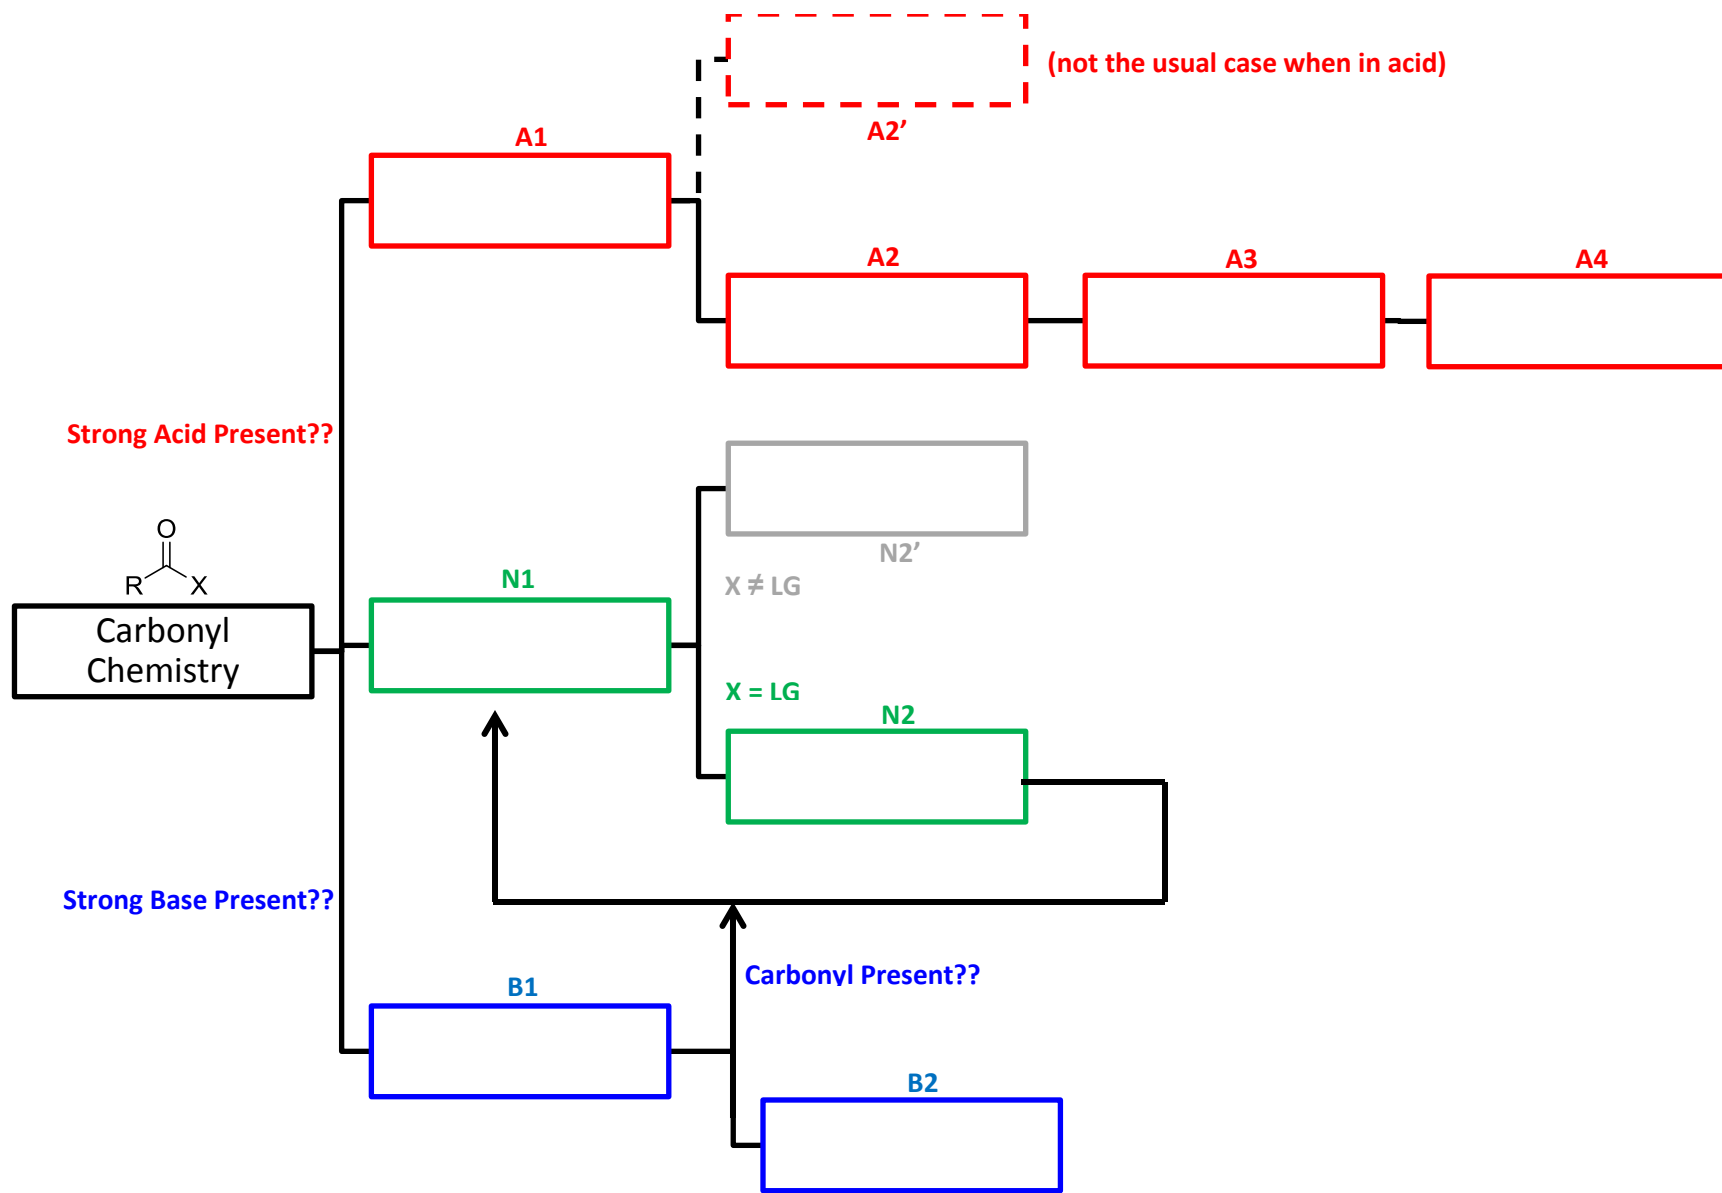 (not the usual case when in acid)
A2’
A1
A2
A3
A4
Strong Acid Present??
O
R
X
Carbonyl
Chemistry
N1
N2’
X ≠ LG
X = LG
N2
Strong Base Present??
Carbonyl Present??
B1
B2